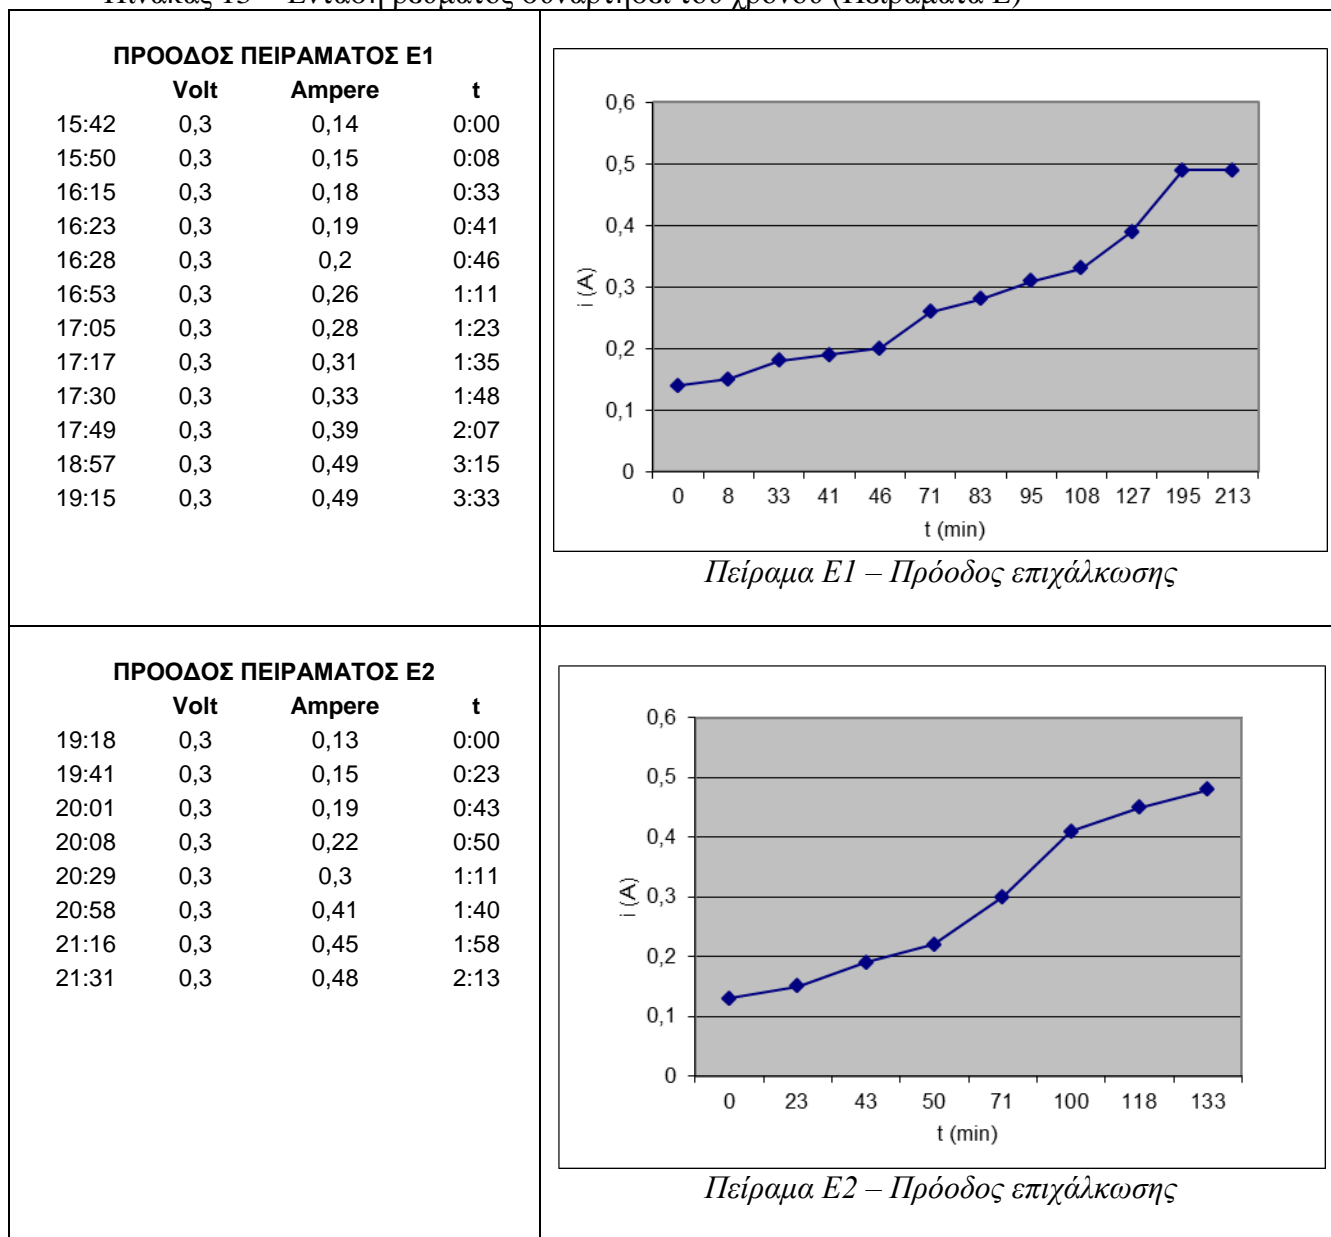 Πίνακας 15 – Ένταση ρεύματος συναρτήσει του χρόνου (Πειράματα Ε)
ΠΡΟΟΔΟΣ ΠΕΙΡΑΜΑΤΟΣ Ε1
Volt Ampere t
15:42 0,3 0,14 0:00
15:50 0,3 0,15 0:08
16:15 0,3 0,18 0:33
16:23 0,3 0,19 0:41
16:28 0,3 0,2 0:46
16:53 0,3 0,26 1:11
17:05 0,3 0,28 1:23
17:17 0,3 0,31 1:35
17:30 0,3 0,33 1:48
17:49 0,3 0,39 2:07
18:57 0,3 0,49 3:15
19:15 0,3 0,49 3:33
0,6
0,5
0,4
0,3
0,2
0,1
0
i (A)
0 8 33 41 46 71 83 95 108 127 195 213
t (min)
Πείραμα Ε1 – Πρόοδος επιχάλκωσης
ΠΡΟΟΔΟΣ ΠΕΙΡΑΜΑΤΟΣ Ε2
Volt Ampere t
19:18 0,3 0,13 0:00
19:41 0,3 0,15 0:23
20:01 0,3 0,19 0:43
20:08 0,3 0,22 0:50
20:29 0,3 0,3 1:11
20:58 0,3 0,41 1:40
21:16 0,3 0,45 1:58
21:31 0,3 0,48 2:13
0,6
0,5
0,4
0,3
0,2
0,1
0
i (A)
0 23 43 50 71 100 118 133
t (min)
Πείραμα Ε2 – Πρόοδος επιχάλκωσης